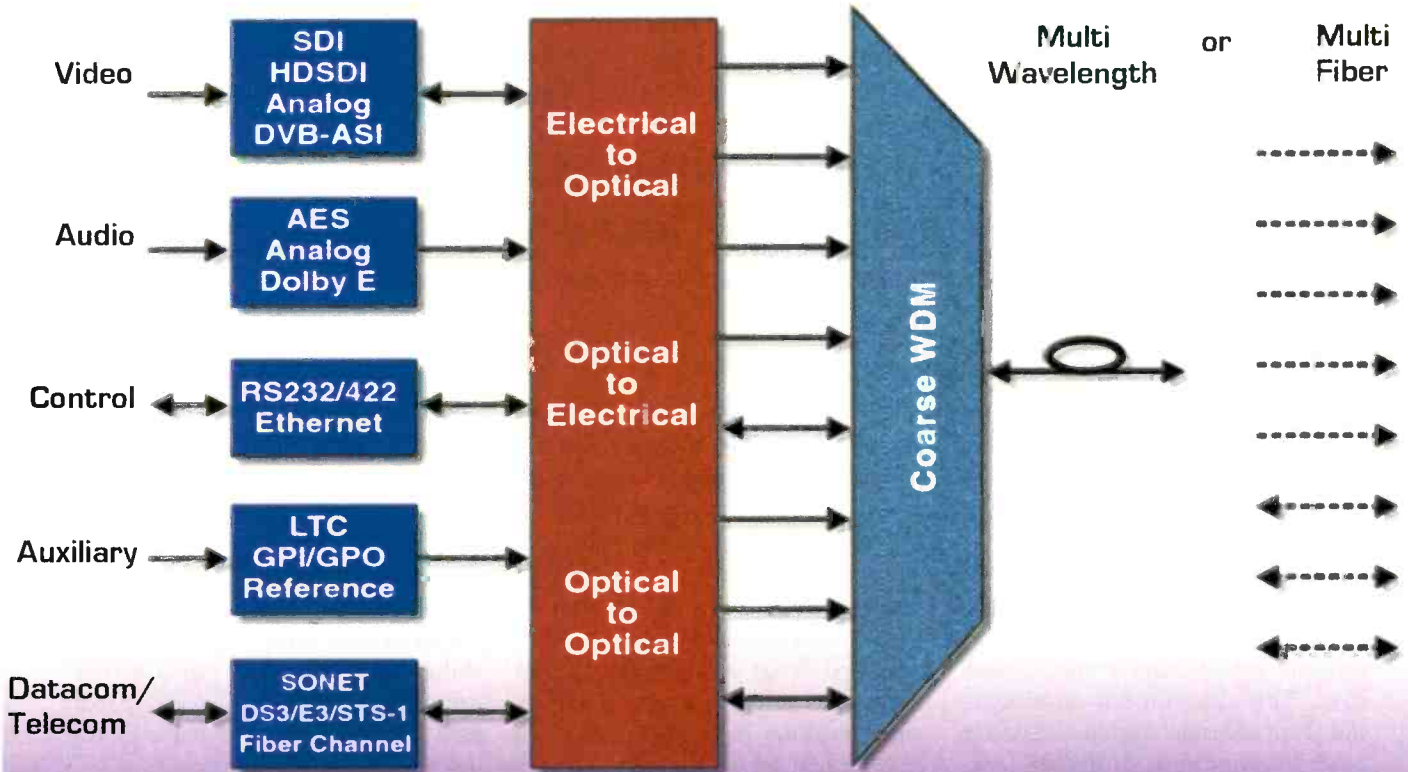 Video
SDI
HDSDI
Analog
DVB-ASI
Audio
AES
Analog
Dolby E
Control
RS232/422
Ethernet
Auxiliary
LTC
GPI/GPO
Reference
Datacom/
Telecom
SONET
DS3/E3/STS-1
Fiber Channel
Electrical
to
Optical
Optical
to
Electrical
Optical
to
Optical
Coarse WDM
Multi
Wavelength
or
Multi
Fiber